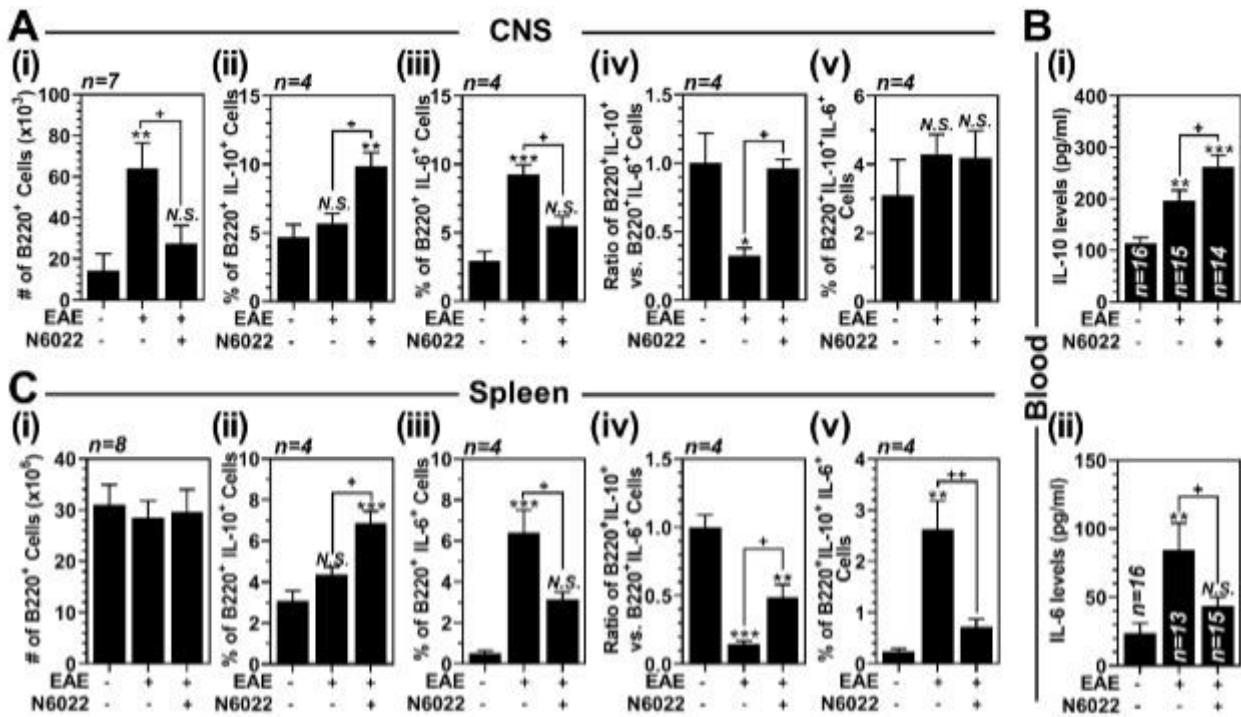 A CNS
(i)
n=7
# of B220⁺ Cells (x10³)
100
80
60
40
20
0
**
+
N.S.
(ii)
n=4
% of B220⁺ IL-10⁺ Cells
15
10
5
0
N.S.
+
**
(iii)
n=4
% of B220⁺ IL-6⁺ Cells
15
10
5
0
***
+
N.S.
(iv)
n=4
Ratio of B220⁺IL-10⁺
vs. B220⁺IL-6⁺ Cells
1.5
1.0
0.5
0.0
*
+
(v)
n=4
% of B220⁺IL-10⁺IL-6⁺
Cells
6
4
2
0
N.S.
N.S.
EAE - + + - + + - + + - + + - + +
N6022 - - + - - + - - + - - + - - +
B
Blood
(i)
IL-10 levels (pg/ml)
400
300
200
100
0
n=16
n=15
n=14
**
+
***
EAE - + +
N6022 - - +
C Spleen
(i)
n=8
# of B220⁺ Cells (x10⁶)
40
30
20
10
0
(ii)
n=4
% of B220⁺ IL-10⁺ Cells
10
8
6
4
2
0
N.S.
+
***
(iii)
n=4
% of B220⁺ IL-6⁺ Cells
10
8
6
4
2
0
***
+
N.S.
(iv)
n=4
Ratio of B220⁺IL-10⁺
vs. B220⁺IL-6⁺ Cells
1.5
1.0
0.5
0.0
***
+
**
(v)
n=4
% of B220⁺IL-10⁺ IL-6⁺
Cells
6
4
2
0
**
++
EAE - + + - + + - + + - + + - + +
N6022 - - + - - + - - + - - + - - +
(ii)
IL-6 levels (pg/ml)
150
100
50
0
n=16
n=13
n=15
**
+
N.S.
EAE - + +
N6022 - - +